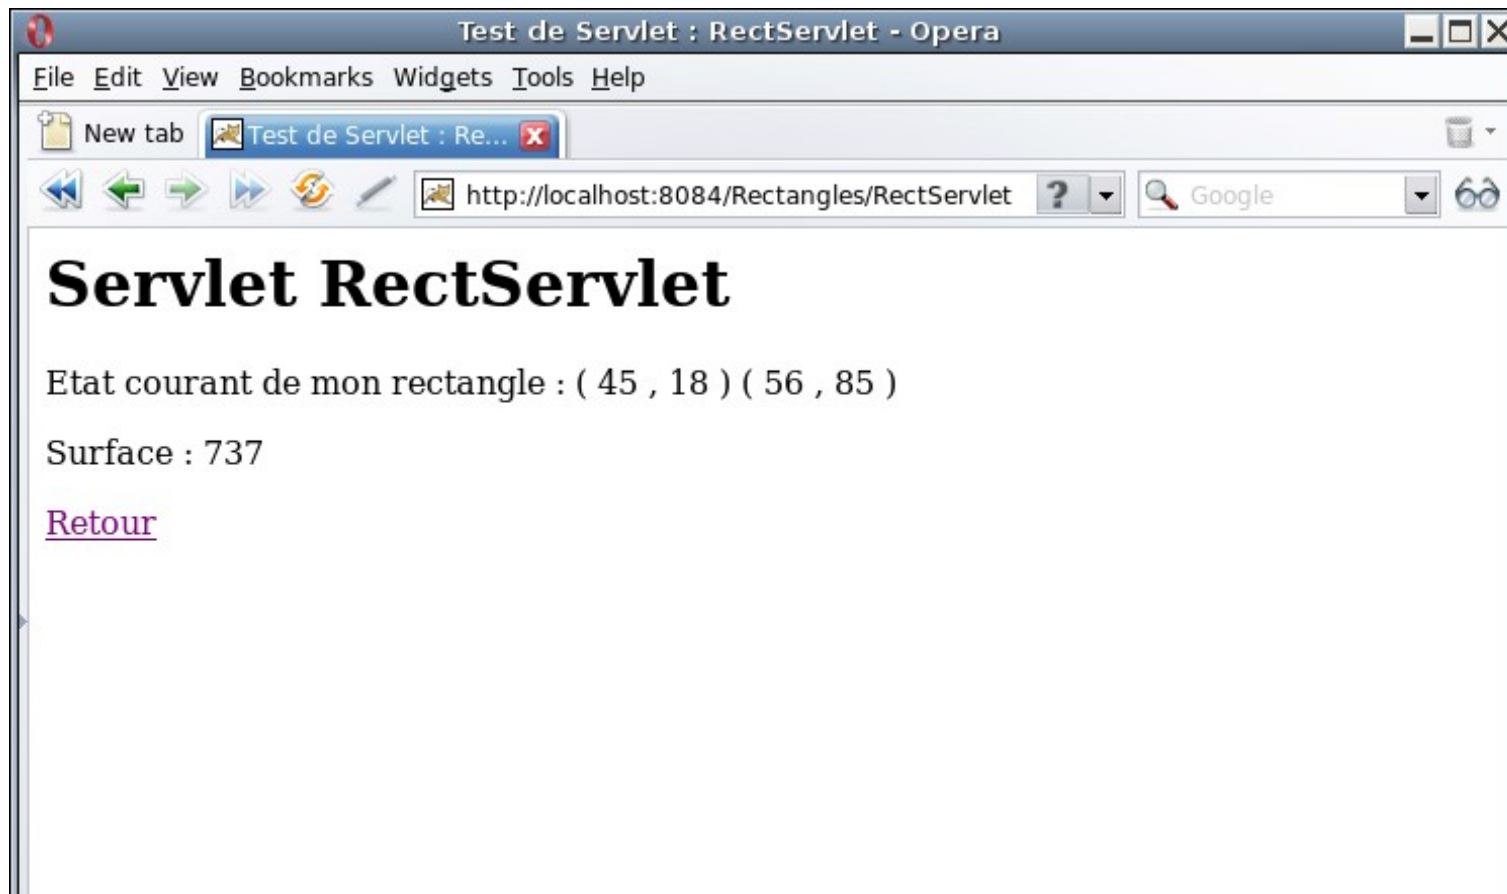 Test de Servlet : RectServlet - Opera
File Edit View Bookmarks Widgets Tools Help
New tab Test de Servlet : Re...
http://localhost:8084/Rectangles/RectServlet ? Google
Servlet RectServlet
Etat courant de mon rectangle : ( 45 , 18 ) ( 56 , 85 )
Surface : 737
Retour